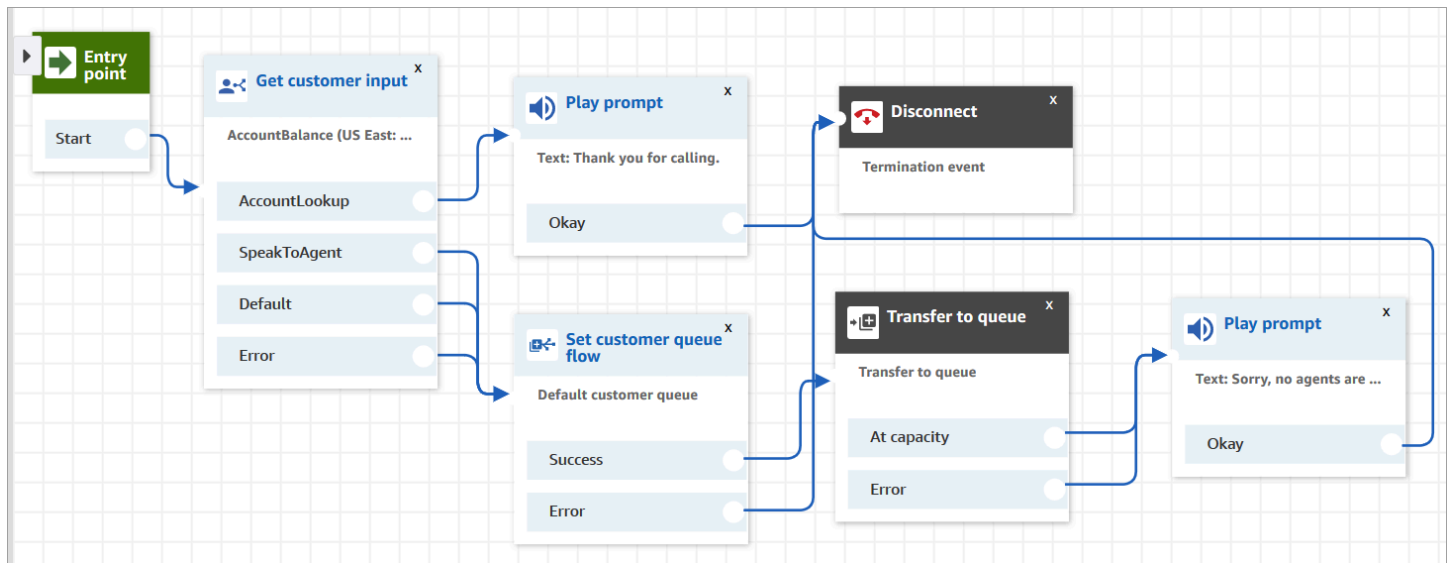 Entry
point
Start
Get customer input
x
AccountBalance (US East: ...
AccountLookup
SpeakToAgent
Default
Error
Play prompt
x
Text: Thank you for calling.
Okay
Set customer queue
flow
x
Default customer queue
Success
Error
Disconnect
x
Termination event
Transfer to queue
x
Transfer to queue
At capacity
Error
Play prompt
x
Text: Sorry, no agents are ...
Okay